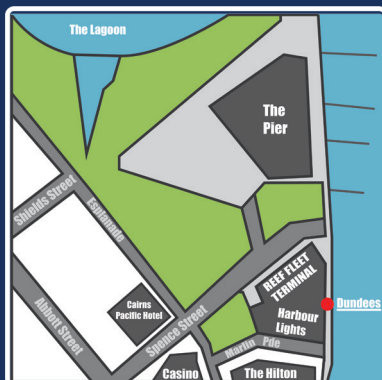 The Lagoon
The
Pier
Shields Street
Esplanade
Abbott Street
Cairns
Pacific Hotel
Spence Street
REEF FLEET
TERMINAL
Harbour
Lights
Dundees
Martin Pde
Casino
The Hilton